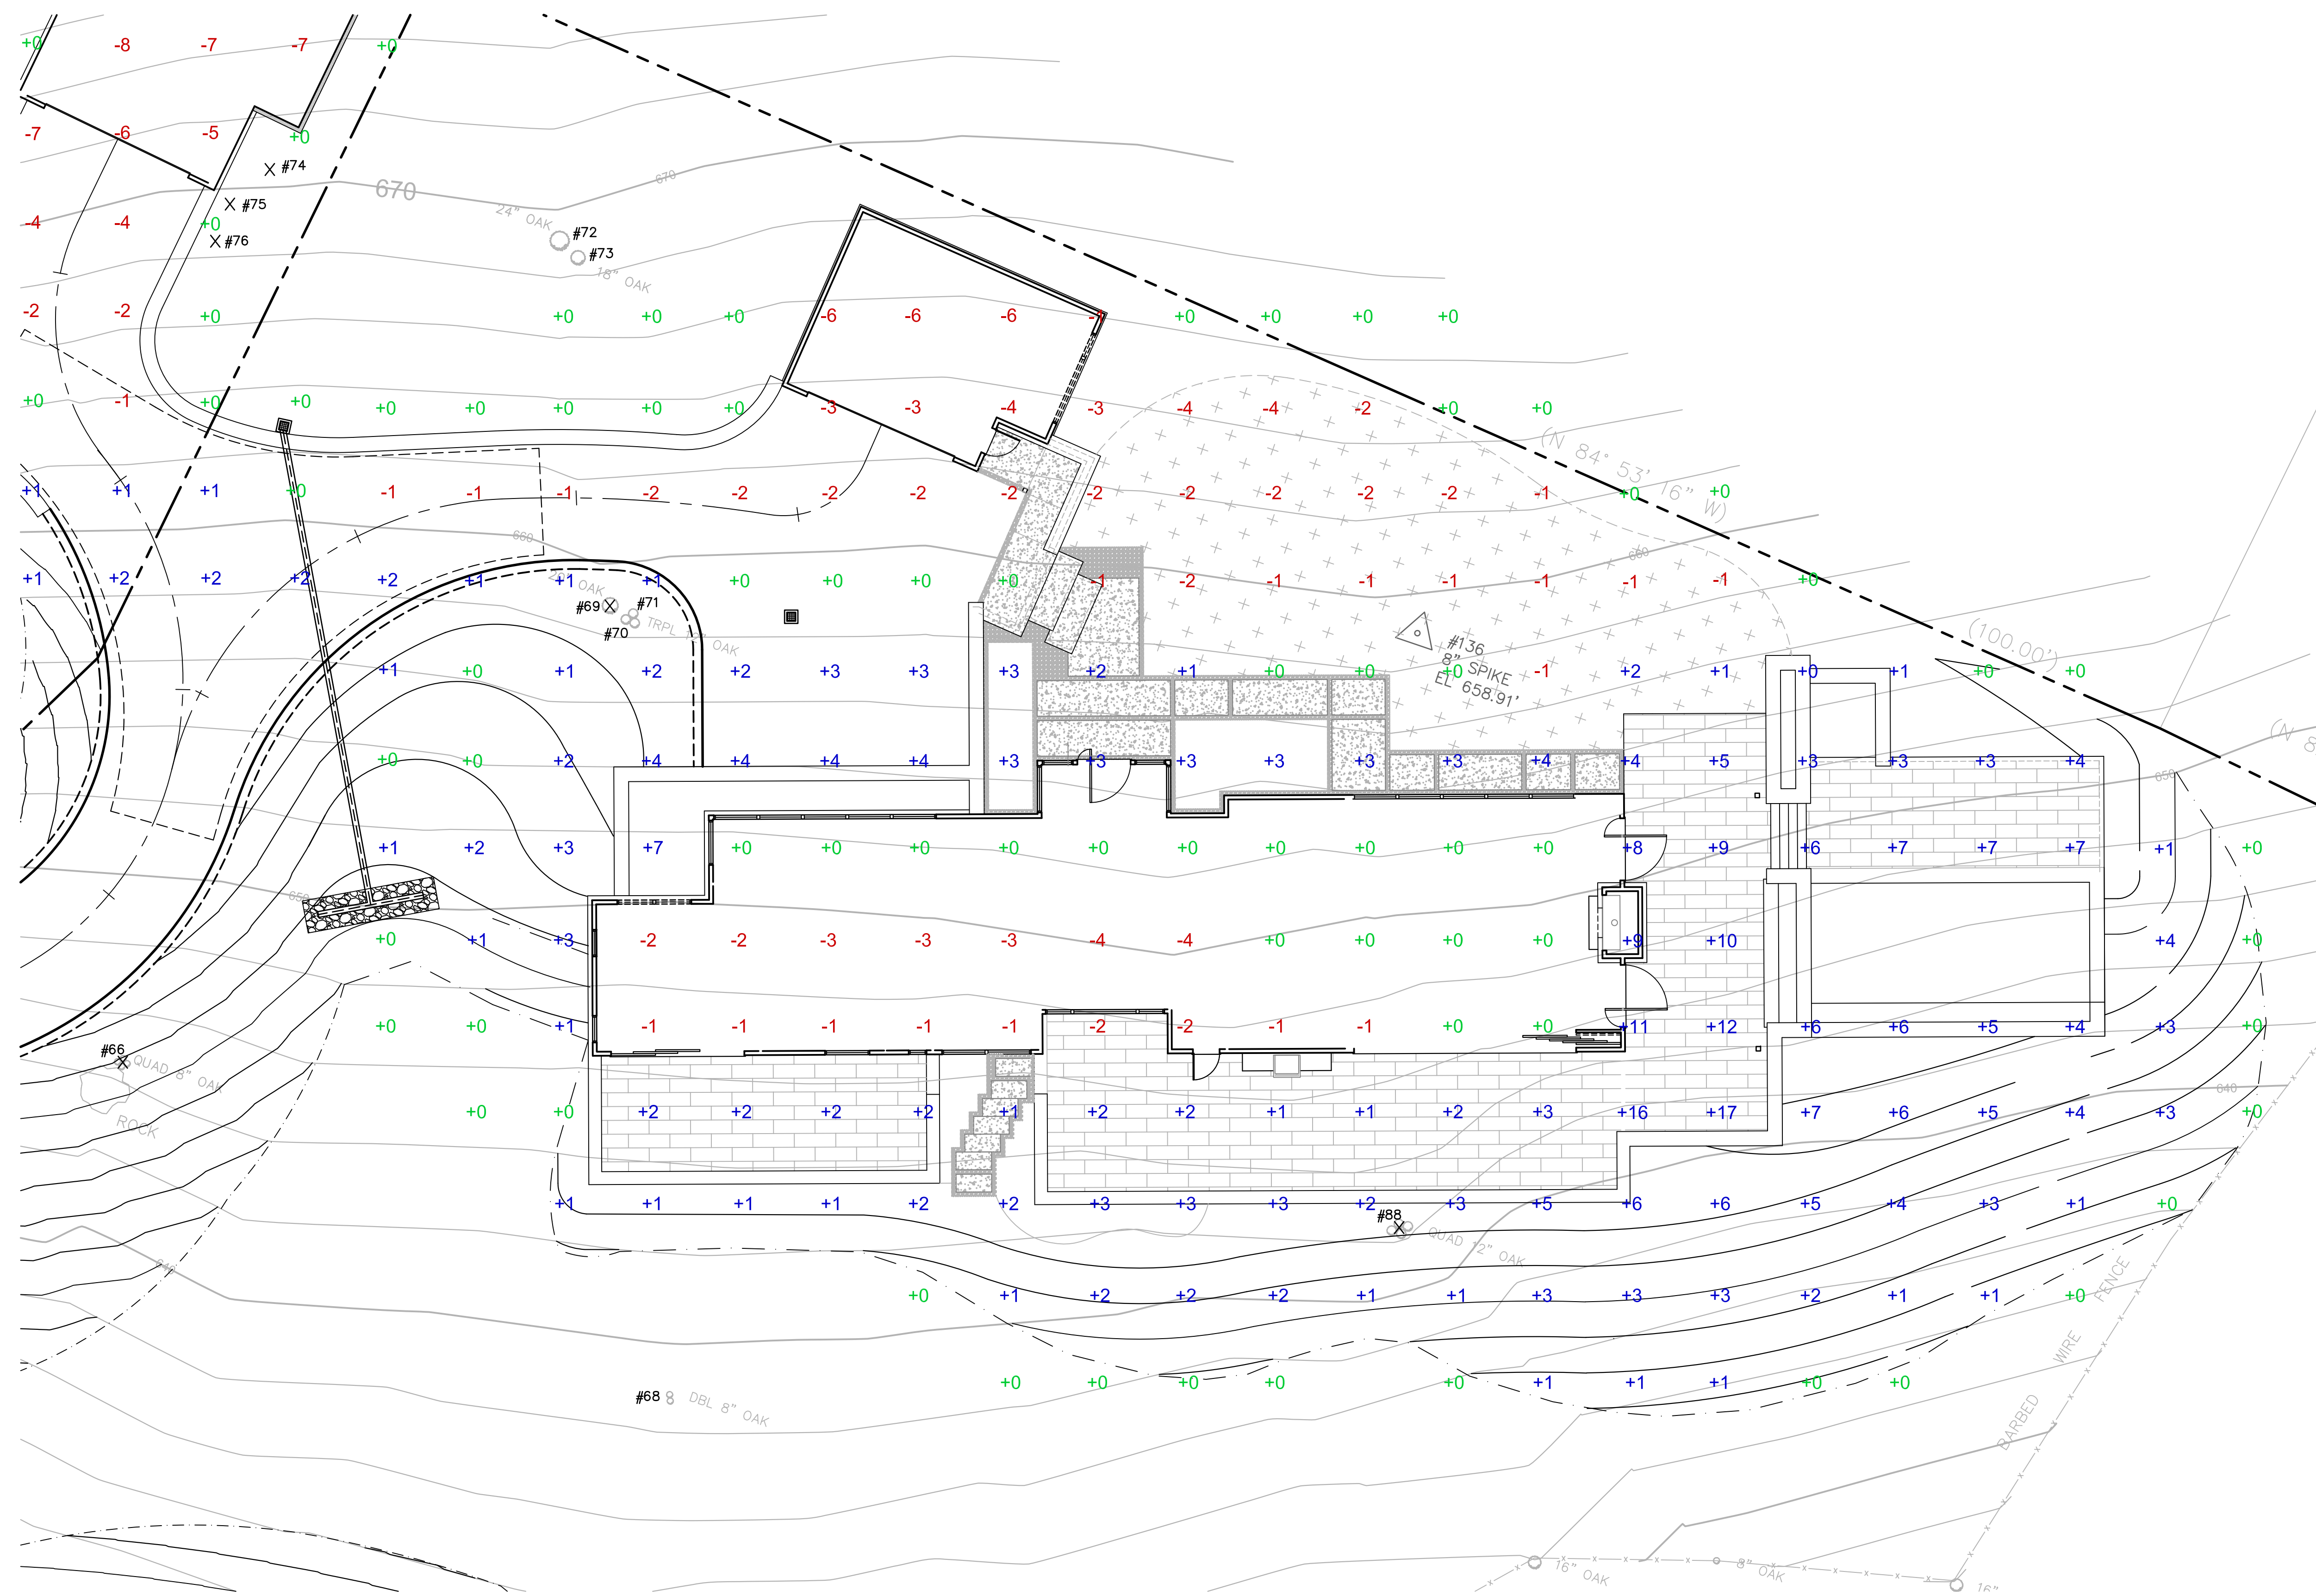 +0 -8 -7 -7 +0
-7 -6 -5 +0
#74
670
670
#75
24" OAK
-4 -4 +0
#72
#76
#73
18" OAK
-2 -2 +0 +0 +0 +0 -6 -6 -6 +0 +0 +0 +0
+0 -1 +0 +0 +0 +0 +0 +0 +0 -3 -3 -4 -3 -4 -4 -2 +0 +0
(N 84° 53' 16" W)
+1 +1 +1 +0 -1 -1 -1 -2 -2 -2 -2 -2 -2 -2 -2 -2 -2 -1 +0 +0
660
660
+1 +2 +2 +2 +2 +1 +1 +1 +0 +0 +0 +0 -1 -2 -1 -1 -1 -1 -1 -1 +0
OAK
#69
#71
#70
TRPL OAK
#136
8" SPIKE
EL 658.91'
(100.00')
+1 +0 +1 +2 +2 +3 +3 +3 +2 +1 +0 +0 +0 -1 +2 +1 +0 +1 +0 +0
(N 8
+0 +0 +2 +4 +4 +4 +4 +3 +3 +3 +3 +3 +3 +4 +4 +5 +3 +3 +3 +4
650
+1 +2 +3 +7 +0 +0 +0 +0 +0 +0 +0 +0 +0 +0 +8 +9 +6 +7 +7 +7 +1 +0
650
+0 +1 +3 -2 -2 -3 -3 -3 -4 -4 +0 +0 +0 +0 +9 +10 +4 +0
+0 +0 +1 -1 -1 -1 -1 -1 -2 -2 -1 -1 +0 +0 +11 +12 +6 +6 +5 +4 +3 +0
#66
QUAD 8" OAK
640
ROCK
+0 +0 +2 +2 +2 +2 +1 +2 +2 +1 +1 +2 +3 +16 +17 +7 +6 +5 +4 +3 +0
+1 +1 +1 +1 +2 +2 +3 +3 +3 +2 +3 +5 +6 +6 +5 +4 +3 +1 +0
#88
QUAD 12" OAK
640
+0 +1 +2 +2 +2 +1 +1 +3 +3 +3 +2 +1 +1 +0
BARBED WIRE FENCE
+0 +0 +0 +0 +0 +1 +1 +1 +0 +0
#68
DBL 8" OAK
16" OAK
8" OAK
16"